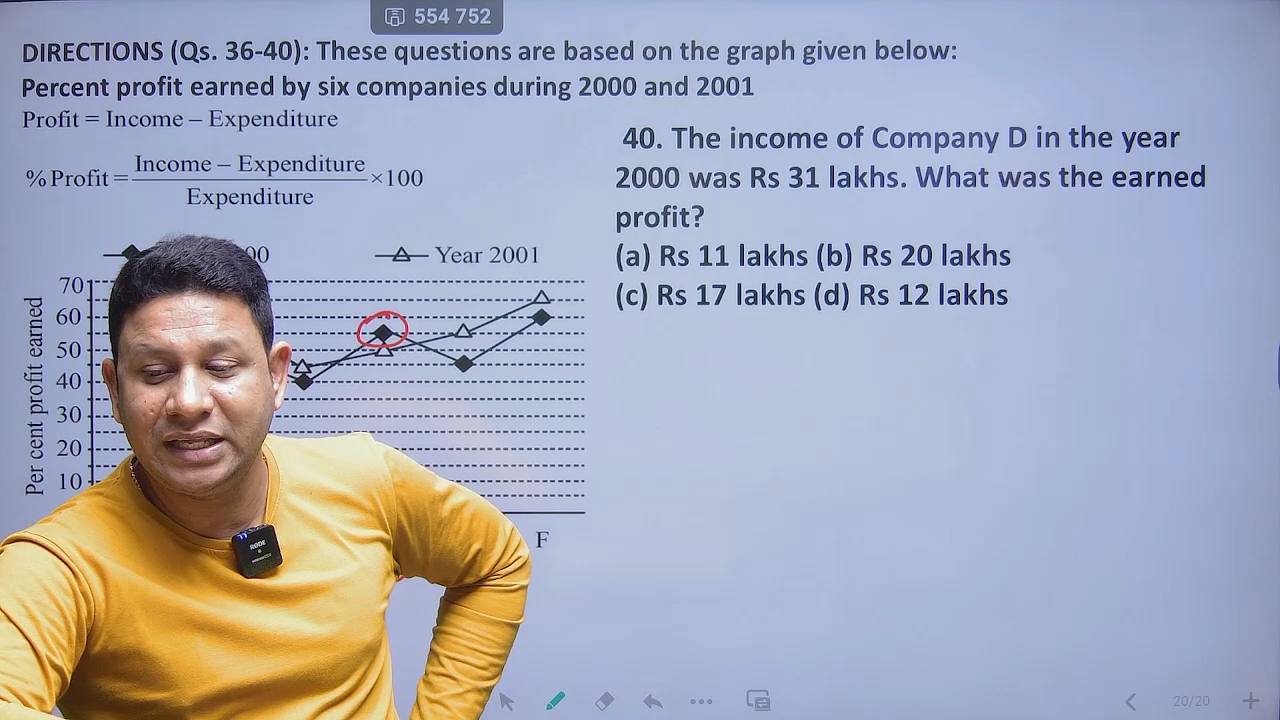 554 752
DIRECTIONS (Qs. 36-40): These questions are based on the graph given below:
Percent profit earned by six companies during 2000 and 2001
Profit = Income – Expenditure
% Profit = Income – Expenditure / Expenditure ×100
00
Year 2001
Per cent profit earned
70
60
50
40
30
20
10
F
40. The income of Company D in the year
2000 was Rs 31 lakhs. What was the earned
profit?
(a) Rs 11 lakhs (b) Rs 20 lakhs
(c) Rs 17 lakhs (d) Rs 12 lakhs
RØDE
20/20